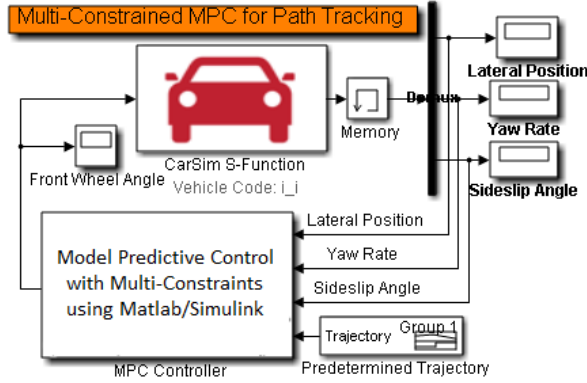 Multi-Constrained MPC for Path Tracking
Lateral Position
Demux
Yaw Rate
Memory
CarSim S-Function
Vehicle Code: i_i
Front Wheel Angle
Sideslip Angle
Lateral Position
Yaw Rate
Sideslip Angle
Model Predictive Control
with Multi-Constraints
using Matlab/Simulink
Trajectory
Group 1
MPC Controller
Predetermined Trajectory